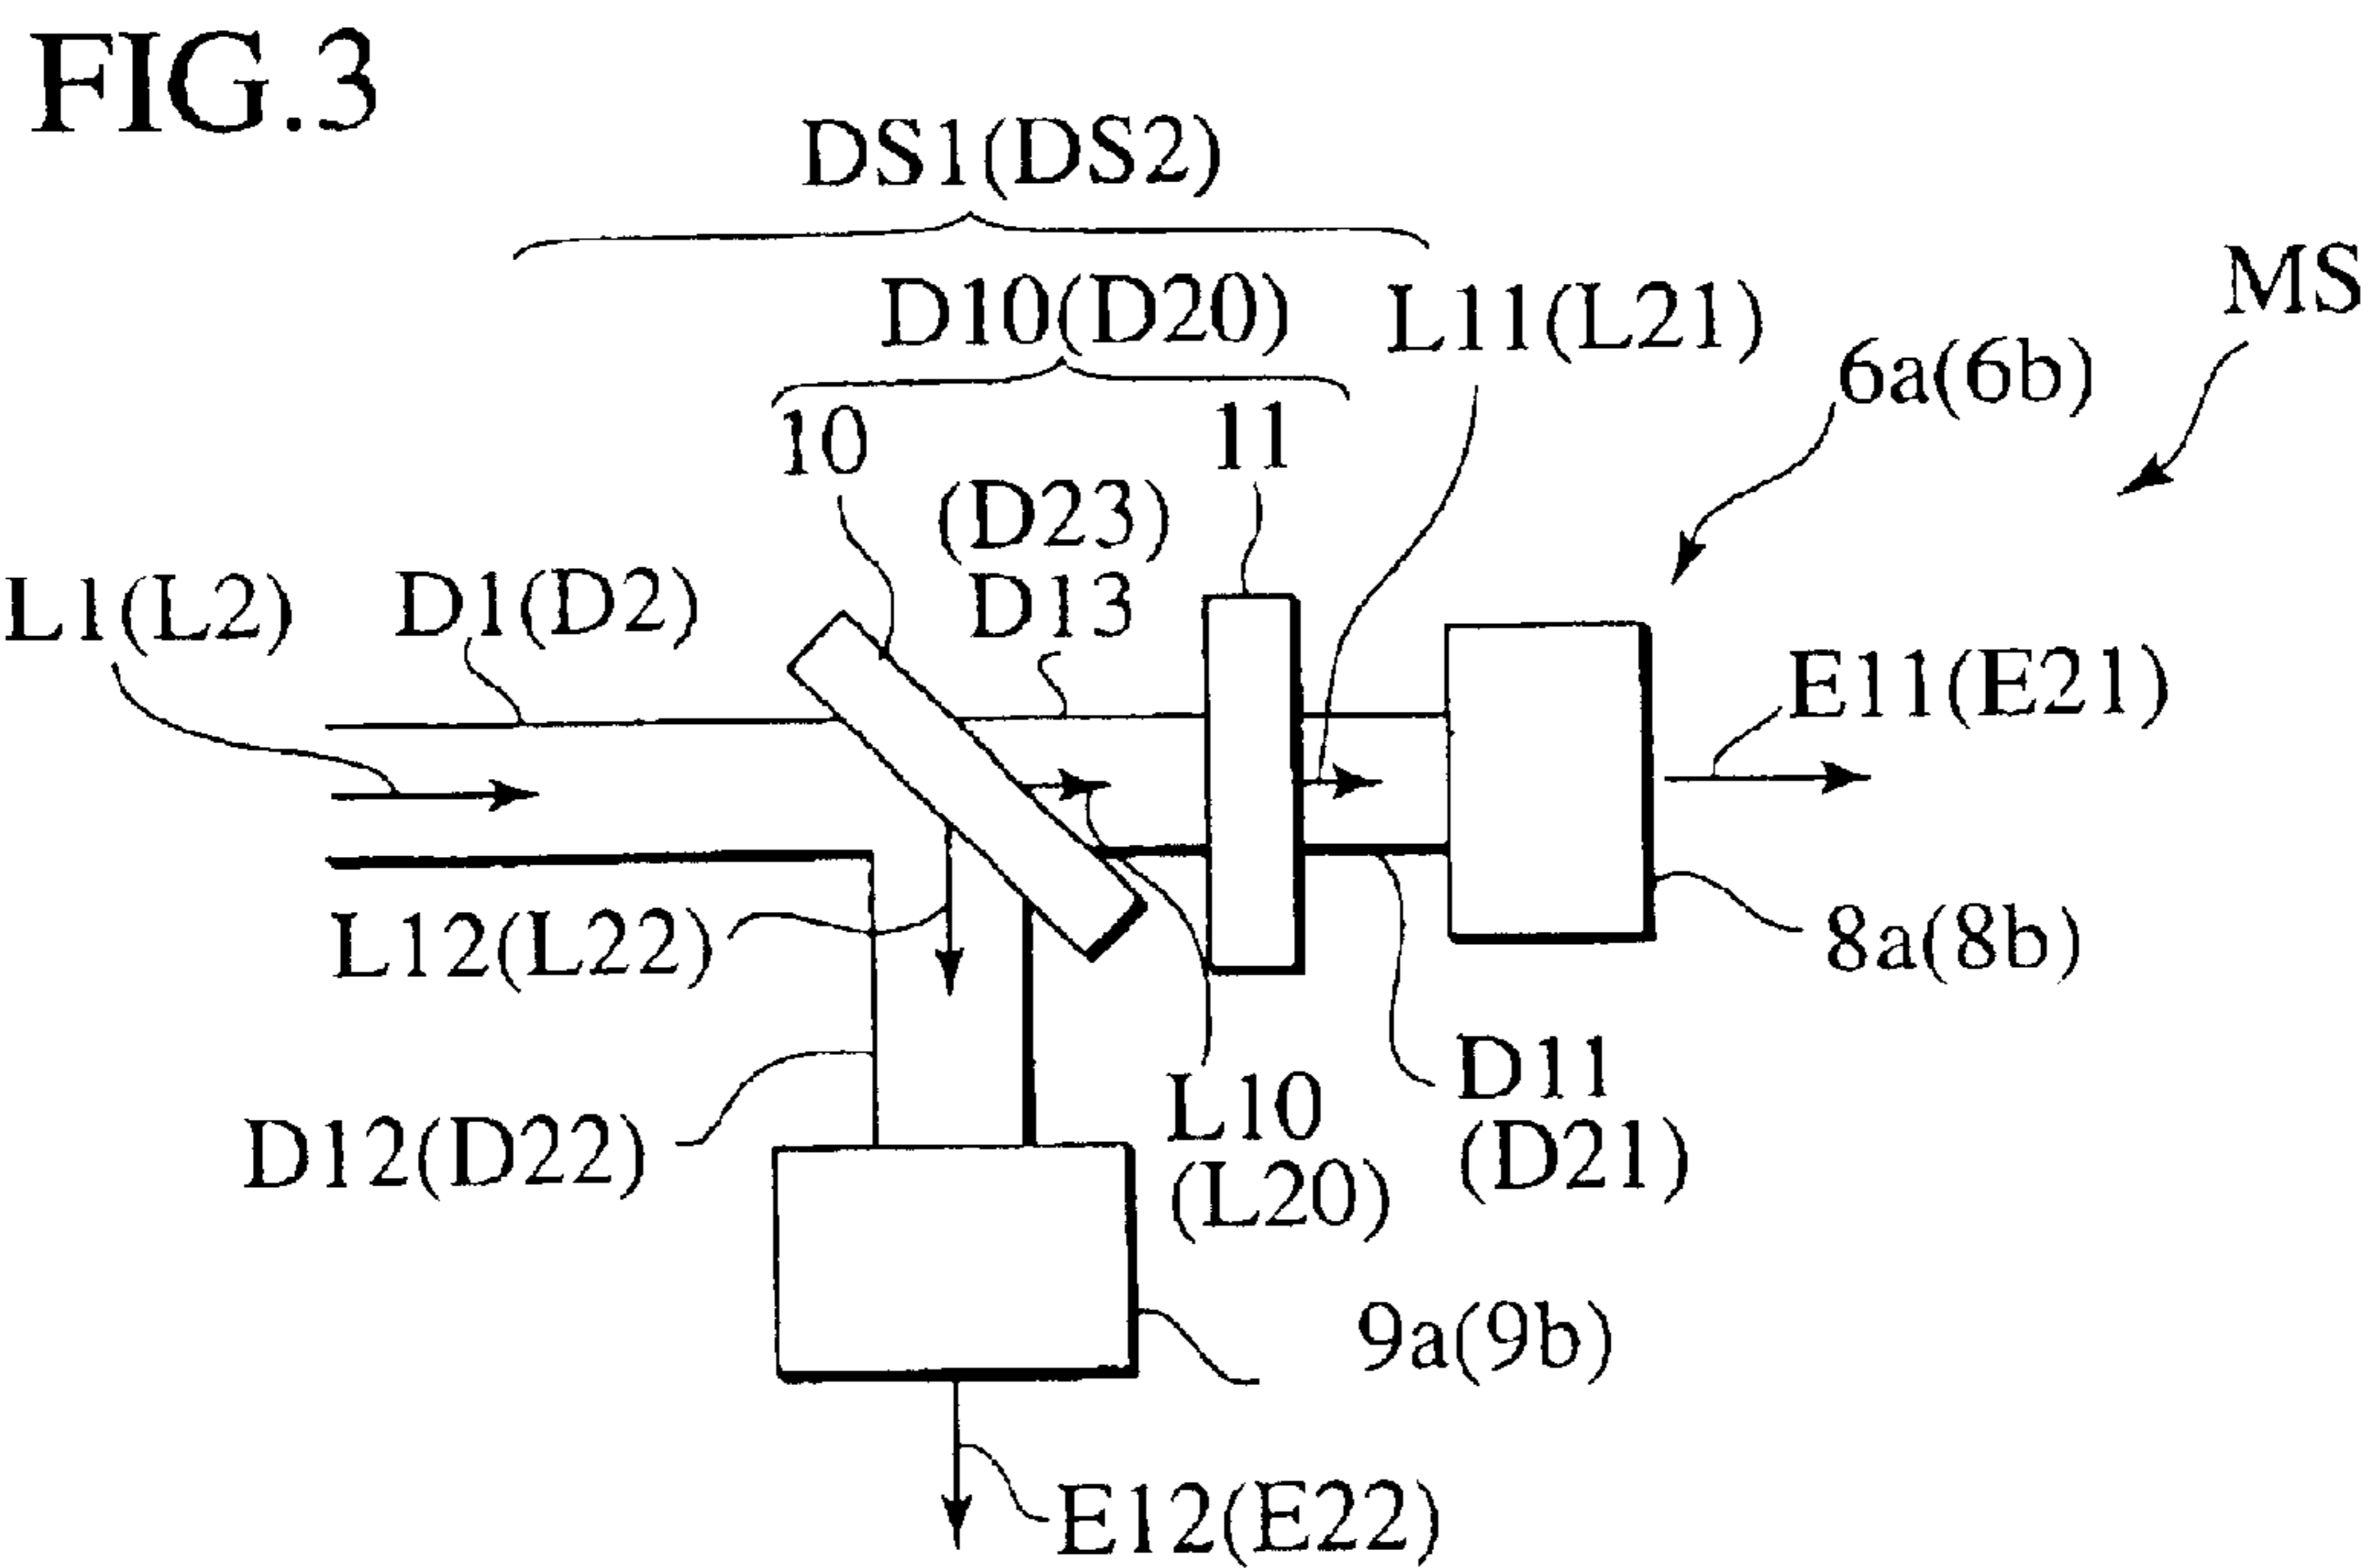 FIG.3
DS1(DS2)
MS
D10(D20)
L11(L21)
6a(6b)
10
11
(D23)
D13
L1(L2)
D1(D2)
E11(E21)
L12(L22)
8a(8b)
D11
(D21)
L10
(L20)
D12(D22)
9a(9b)
E12(E22)